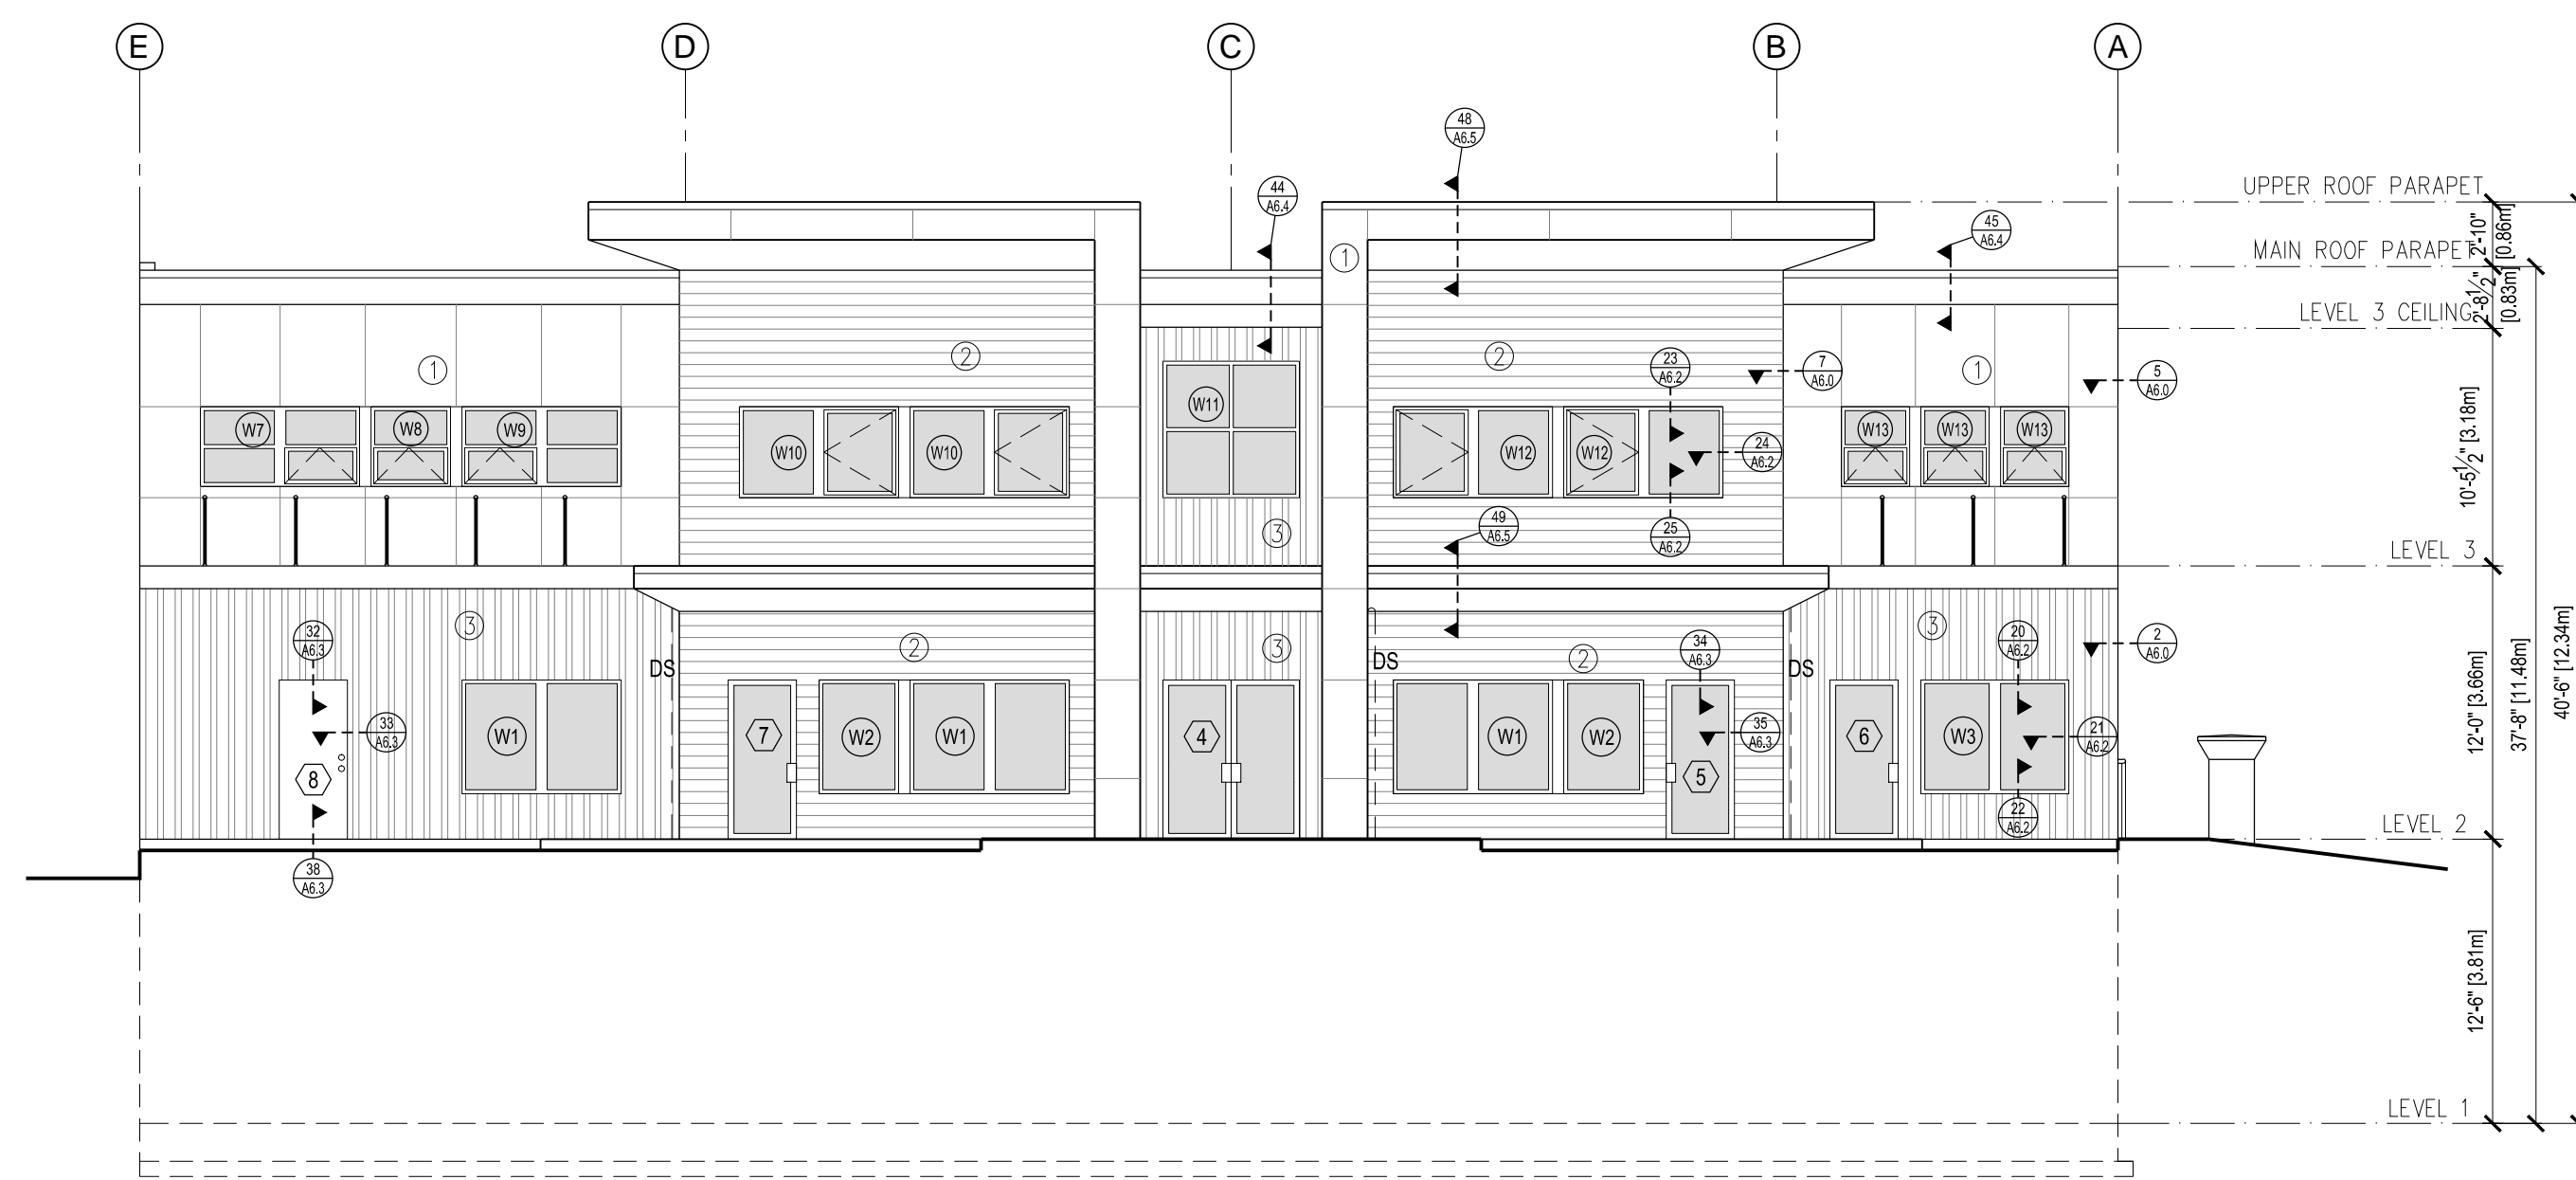 E
D
C
B
A
48
A6.5
44
A6.4
45
A6.4
UPPER ROOF PARAPET
MAIN ROOF PARAPET
LEVEL 3 CEILING
LEVEL 3
LEVEL 2
LEVEL 1
2'-10"
[0.86m]
2'-8½"
[0.83m]
10'-5½" [3.18m]
12'-0" [3.66m]
12'-6" [3.81m]
37'-8" [11.48m]
40'-6" [12.34m]
1
1
2
2
1
23
A6.2
7
A6.0
5
A6.0
W7
W8
W9
W10
W10
W11
W12
W12
24
A6.2
W13
W13
W13
3
49
A6.5
25
A6.2
32
A6.3
3
DS
2
3
DS
2
34
A6.3
DS
3
20
A6.2
2
A6.0
33
A6.3
8
W1
7
W2
W1
4
W1
W2
5
35
A6.3
6
W3
21
A6.2
22
A6.2
38
A6.3